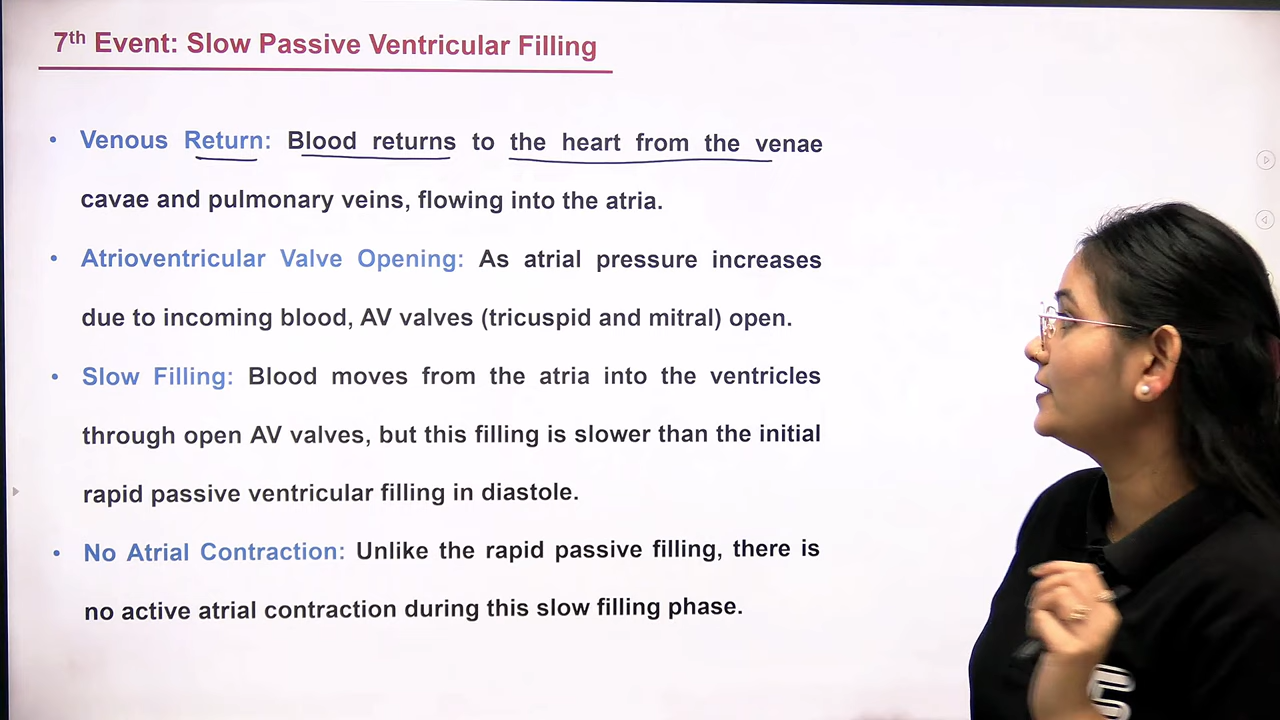 7th Event: Slow Passive Ventricular Filling
• Venous Return: Blood returns to the heart from the venae
cavae and pulmonary veins, flowing into the atria.
• Atrioventricular Valve Opening: As atrial pressure increases
due to incoming blood, AV valves (tricuspid and mitral) open.
• Slow Filling: Blood moves from the atria into the ventricles
through open AV valves, but this filling is slower than the initial
rapid passive ventricular filling in diastole.
• No Atrial Contraction: Unlike the rapid passive filling, there is
no active atrial contraction during this slow filling phase.